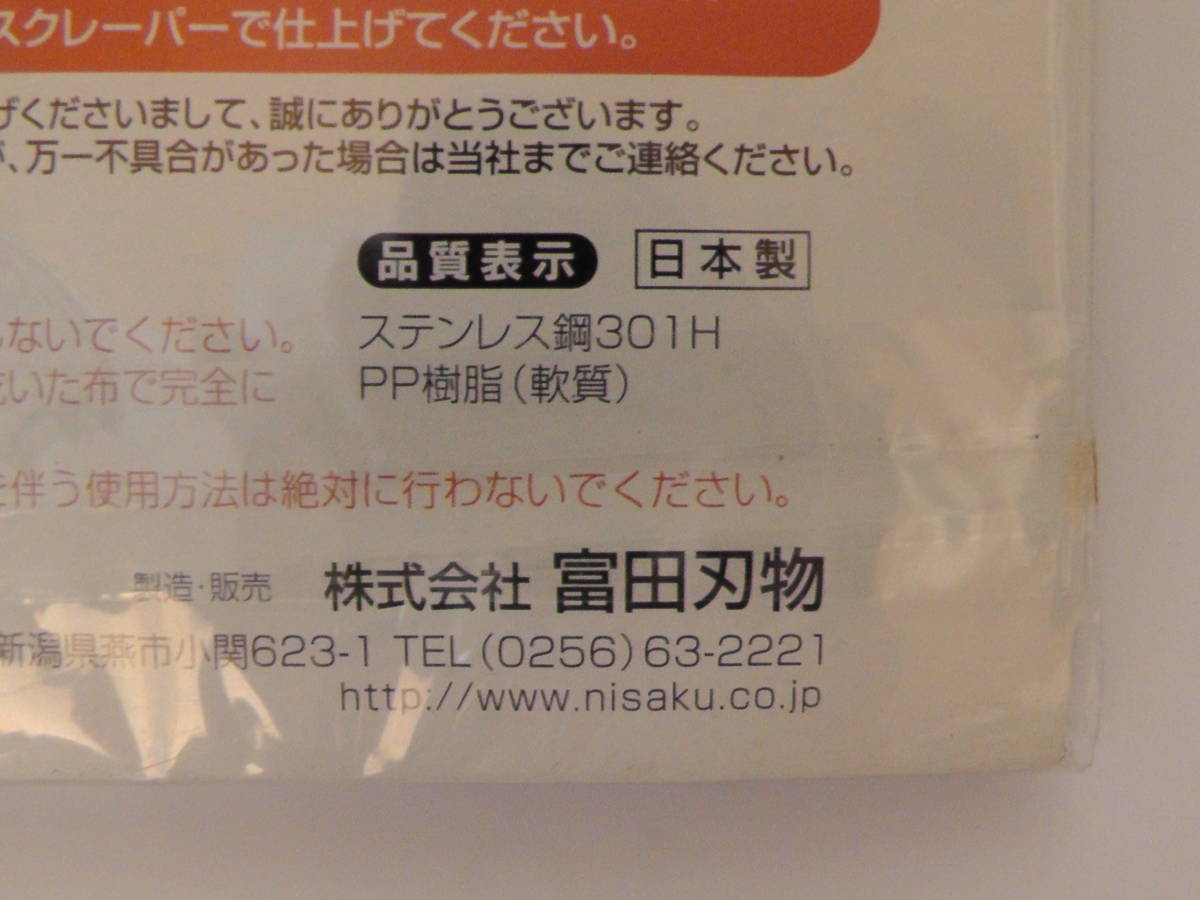 スクレーパーで仕上げてください。
げくださいまして、誠にありがとうございます。
が、万一不具合があった場合は当社までご連絡ください。
品質表示 日本製
しないでください。 ステンレス鋼301H
乾いた布で完全に PP樹脂(軟質)
を伴う使用方法は絶対に行わないでください。
製造・販売 株式会社 富田刃物
新潟県燕市小関623-1 TEL(0256)63-2221
http://www.nisaku.co.jp